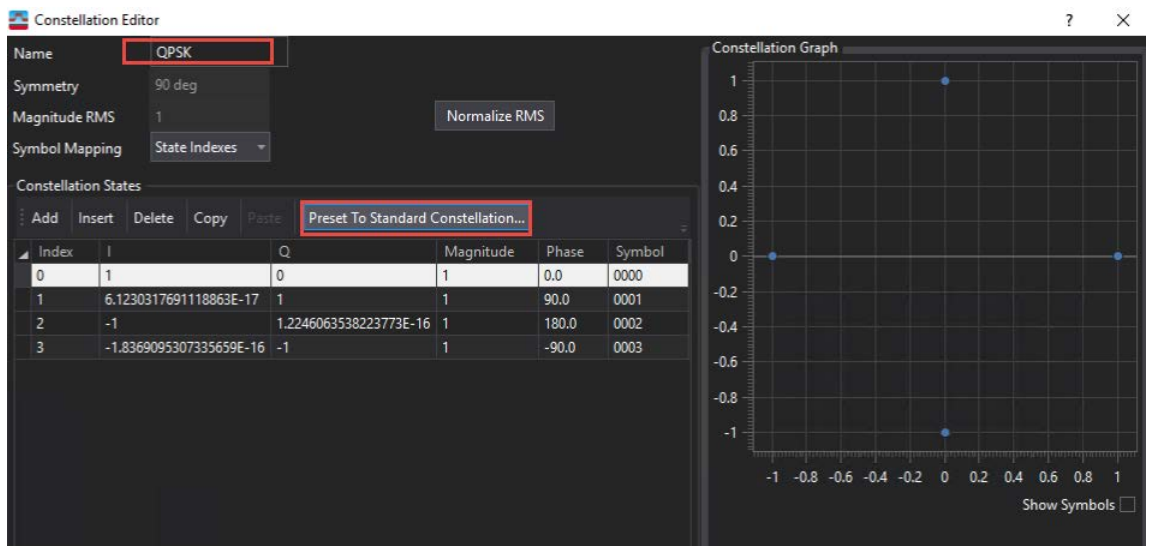 Constellation Editor
? ×
Name QPSK
Symmetry 90 deg
Magnitude RMS 1 Normalize RMS
Symbol Mapping State Indexes
Constellation States
Add Insert Delete Copy Paste Preset To Standard Constellation...
Index I Q Magnitude Phase Symbol
0 1 0 1 0.0 0000
1 6.1230317691118863E-17 1 1 90.0 0001
2 -1 1.2246063538223773E-16 1 180.0 0002
3 -1.8369095307335659E-16 -1 1 -90.0 0003
Constellation Graph
1
0.8
0.6
0.4
0.2
0
-0.2
-0.4
-0.6
-0.8
-1
-1 -0.8 -0.6 -0.4 -0.2 0 0.2 0.4 0.6 0.8 1
Show Symbols